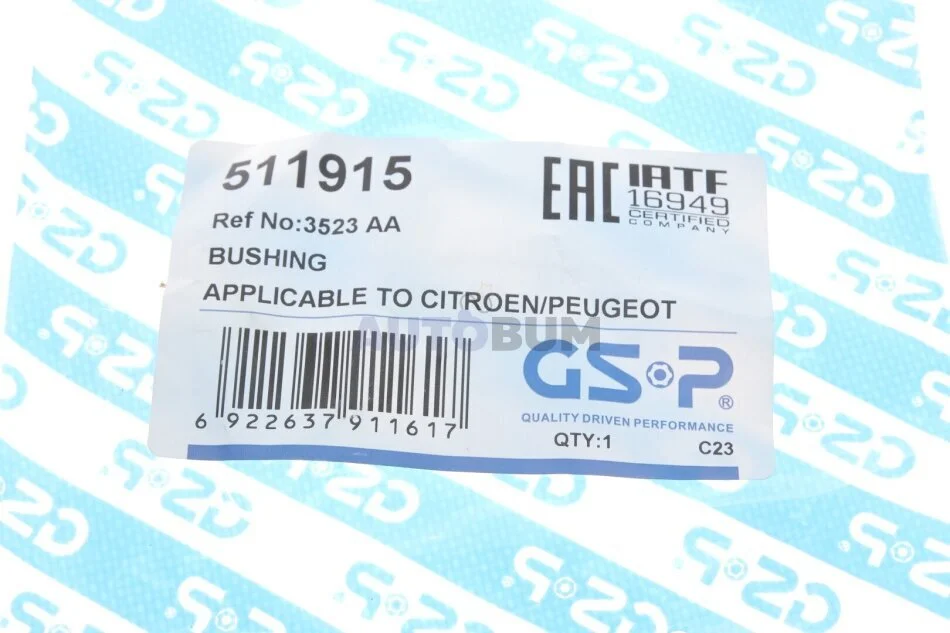 511915
EAC
IATF
16949
CERTIFIED
COMPANY
Ref No:3523 AA
BUSHING
APPLICABLE TO CITROEN/PEUGEOT
AUTOBUM
6 922637 911617
GS·P®
QUALITY DRIVEN PERFORMANCE
QTY:1
C23